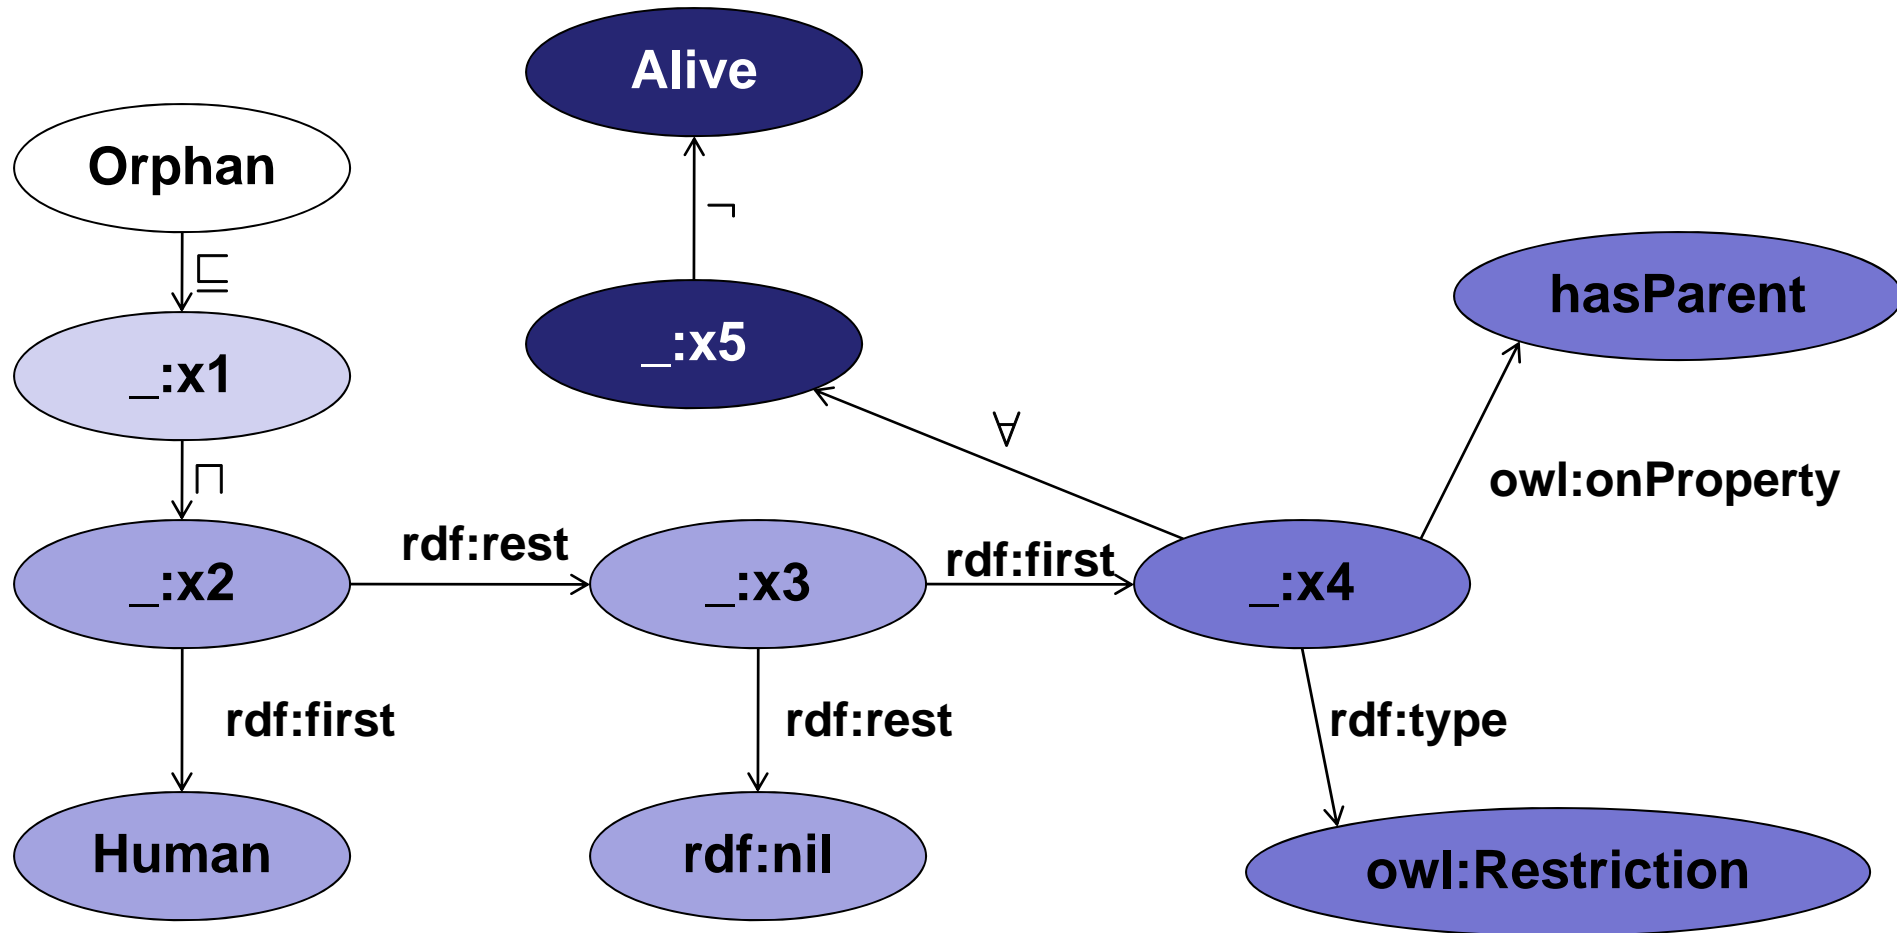 Alive
Orphan
¬
⊑
hasParent
_:x1
_:x5
∀
⊓
owl:onProperty
rdf:rest
rdf:first
_:x2
_:x3
_:x4
rdf:first
rdf:rest
rdf:type
Human
rdf:nil
owl:Restriction